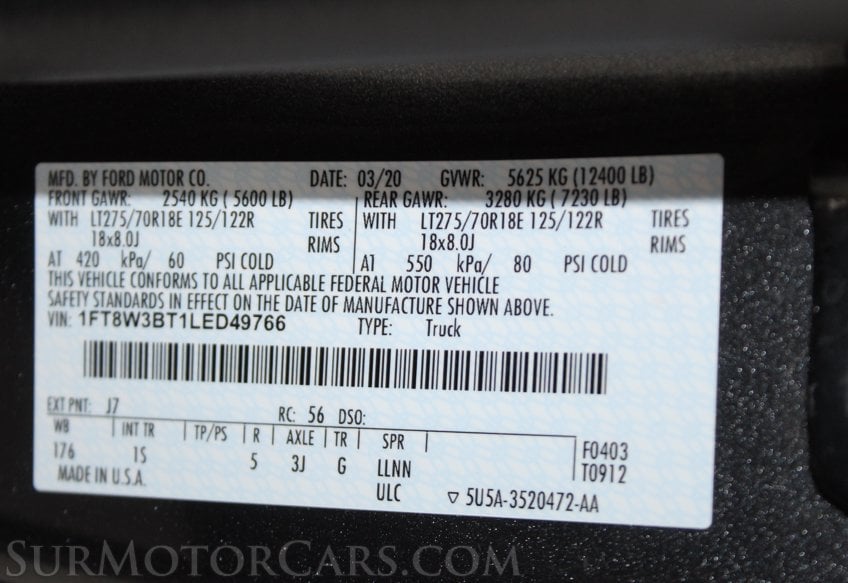 MFD. BY FORD MOTOR CO. DATE: 03/20 GVWR: 5625 KG (12400 LB)
FRONT GAWR: 2540 KG ( 5600 LB) REAR GAWR: 3280 KG ( 7230 LB)
WITH LT275/70R18E 125/122R TIRES WITH LT275/70R18E 125/122R TIRES
18x8.0J RIMS 18x8.0J RIMS
AT 420 kPa/ 60 PSI COLD AT 550 kPa/ 80 PSI COLD
THIS VEHICLE CONFORMS TO ALL APPLICABLE FEDERAL MOTOR VEHICLE
SAFETY STANDARDS IN EFFECT ON THE DATE OF MANUFACTURE SHOWN ABOVE.
VIN: 1FT8W3BT1LED49766 TYPE: Truck
EXT PNT: J7 RC: 56 DSO:
WB INT TR TP/PS R AXLE TR SPR F0403
176 1S 5 3J G LLNN T0912
MADE IN U.S.A. ULC ▽ 5U5A-3520472-AA
SURMOTORCARS.COM